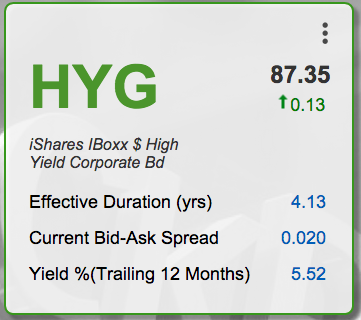 HYG
87.35
0.13
iShares IBoxx $ High
Yield Corporate Bd
Effective Duration (yrs) 4.13
Current Bid-Ask Spread 0.020
Yield %(Trailing 12 Months) 5.52